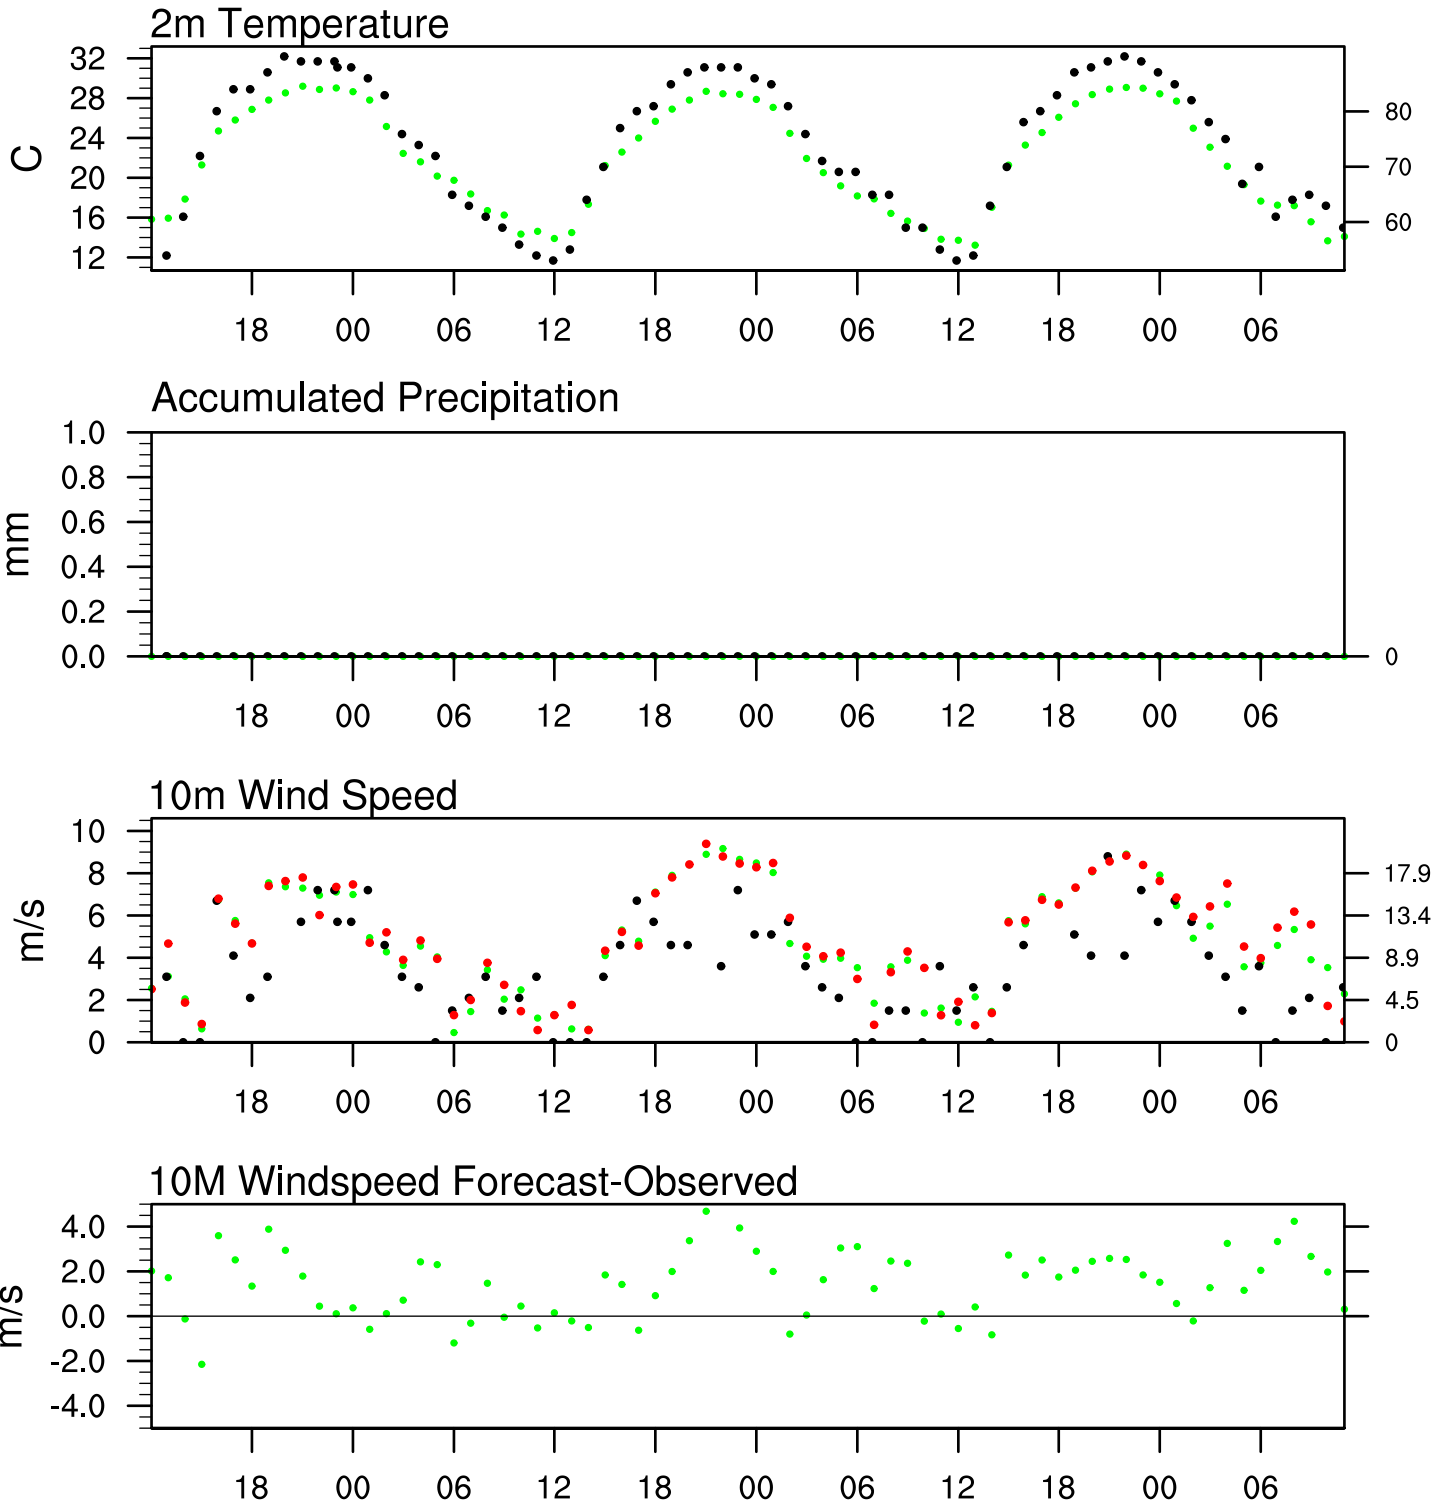 2m Temperature
32
28
24
20
16
12
C
80
70
60
18 00 06 12 18 00 06 12 18 00 06
Accumulated Precipitation
1.0
0.8
0.6
0.4
0.2
0.0
mm
0
18 00 06 12 18 00 06 12 18 00 06
10m Wind Speed
10
8
6
4
2
0
m/s
17.9
13.4
8.9
4.5
0
18 00 06 12 18 00 06 12 18 00 06
10M Windspeed Forecast-Observed
4.0
2.0
0.0
-2.0
-4.0
m/s
18 00 06 12 18 00 06 12 18 00 06